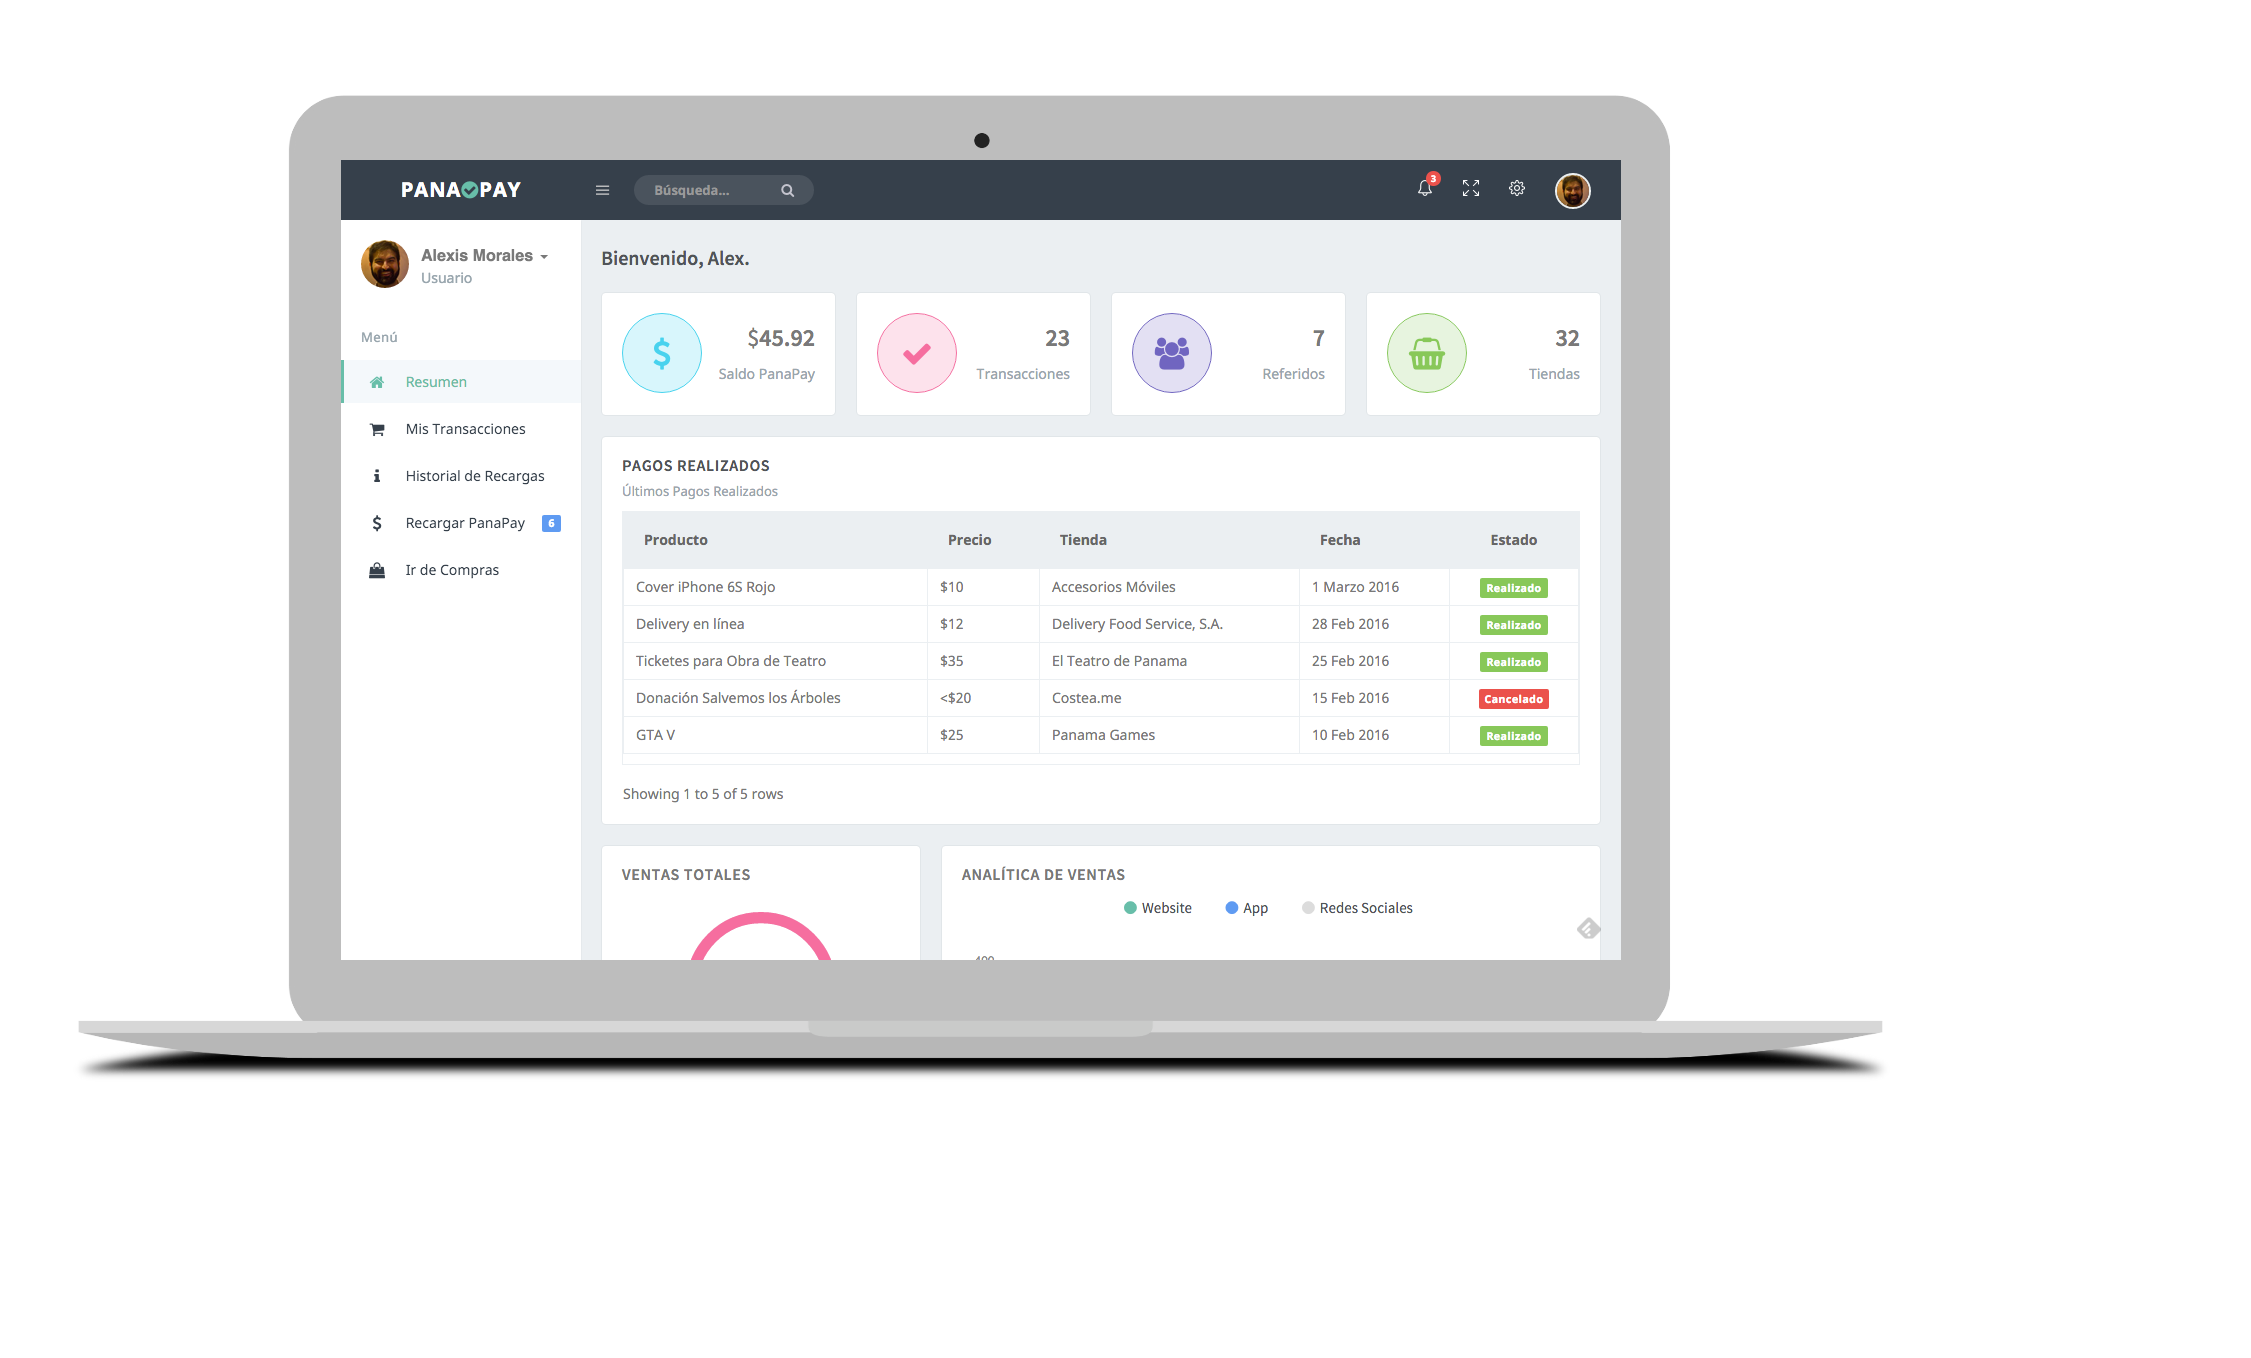 PANA PAY
Búsqueda...
3
Alexis Morales
Usuario
Menú
Resumen
Mis Transacciones
Historial de Recargas
Recargar PanaPay 6
Ir de Compras
Bienvenido, Alex.
$45.92
Saldo PanaPay
23
Transacciones
7
Referidos
32
Tiendas
PAGOS REALIZADOS
Últimos Pagos Realizados
Producto Precio Tienda Fecha Estado
Cover iPhone 6S Rojo $10 Accesorios Móviles 1 Marzo 2016 Realizado
Delivery en línea $12 Delivery Food Service, S.A. 28 Feb 2016 Realizado
Ticketes para Obra de Teatro $35 El Teatro de Panama 25 Feb 2016 Realizado
Donación Salvemos los Árboles <$20 Costea.me 15 Feb 2016 Cancelado
GTA V $25 Panama Games 10 Feb 2016 Realizado
Showing 1 to 5 of 5 rows
VENTAS TOTALES
ANALÍTICA DE VENTAS
Website App Redes Sociales
400